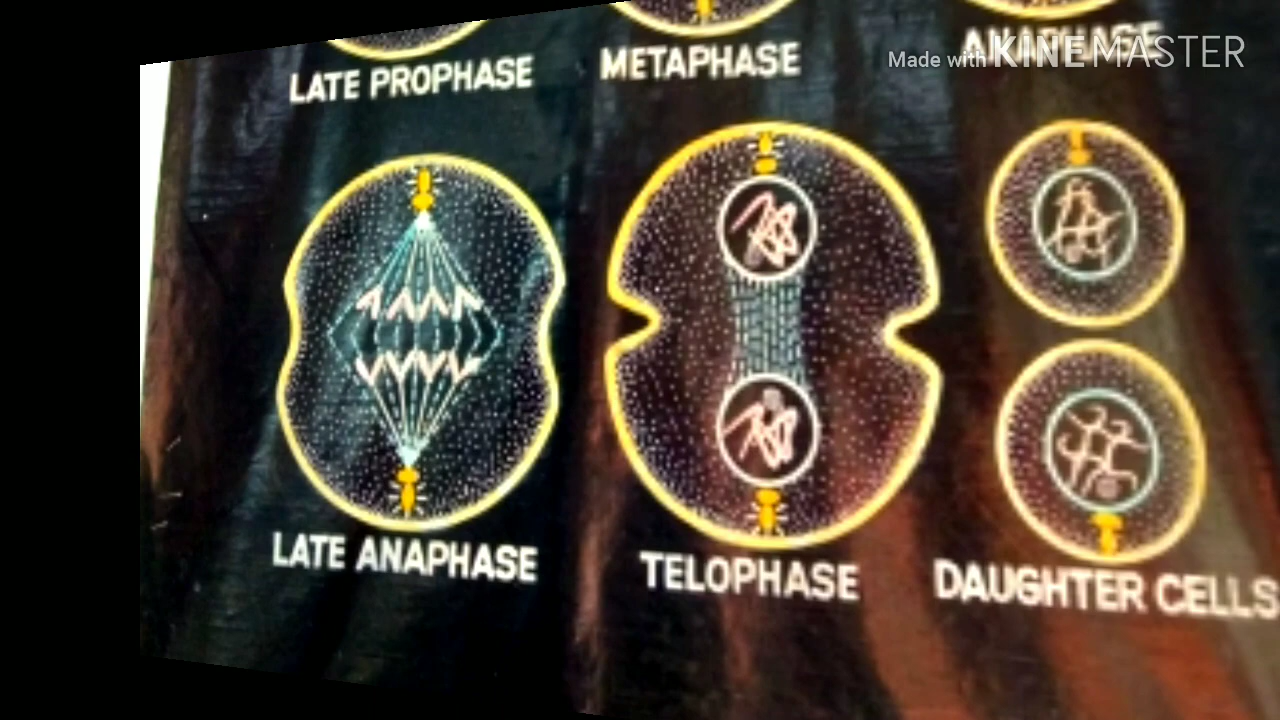 LATE PROPHASE
METAPHASE
Made with KINEMASTER
LATE ANAPHASE
TELOPHASE
DAUGHTER CELLS